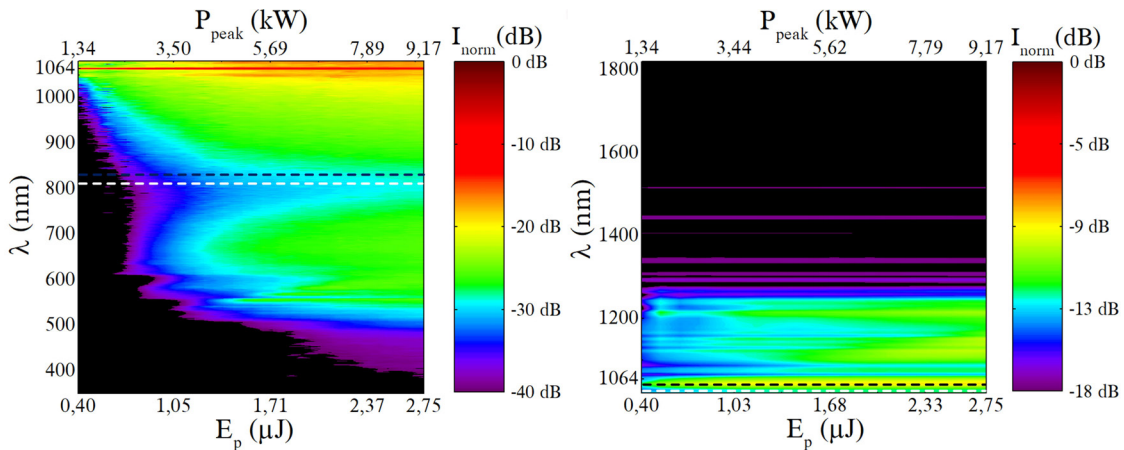 P_peak (kW)
1,34 3,50 5,69 7,89 9,17
I_norm (dB)
1064
1000
900
800
700
600
500
400
λ (nm)
0 dB
-10 dB
-20 dB
-30 dB
-40 dB
0,40 1,05 1,71 2,37 2,75
E_p (μJ)
P_peak (kW)
1,34 3,44 5,62 7,79 9,17
I_norm (dB)
1800
1600
1400
1200
1064
λ (nm)
0 dB
-5 dB
-9 dB
-13 dB
-18 dB
0,40 1,03 1,68 2,33 2,75
E_p (μJ)